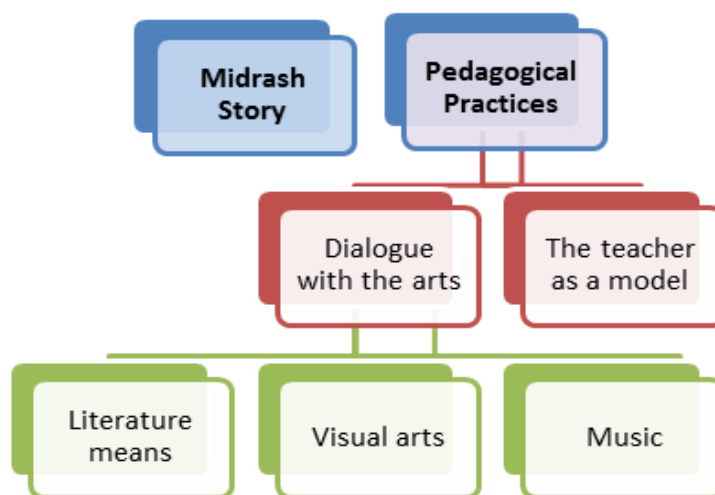 Midrash
Story
Pedagogical
Practices
Dialogue
with the arts
The teacher
as a model
Literature
means
Visual arts
Music